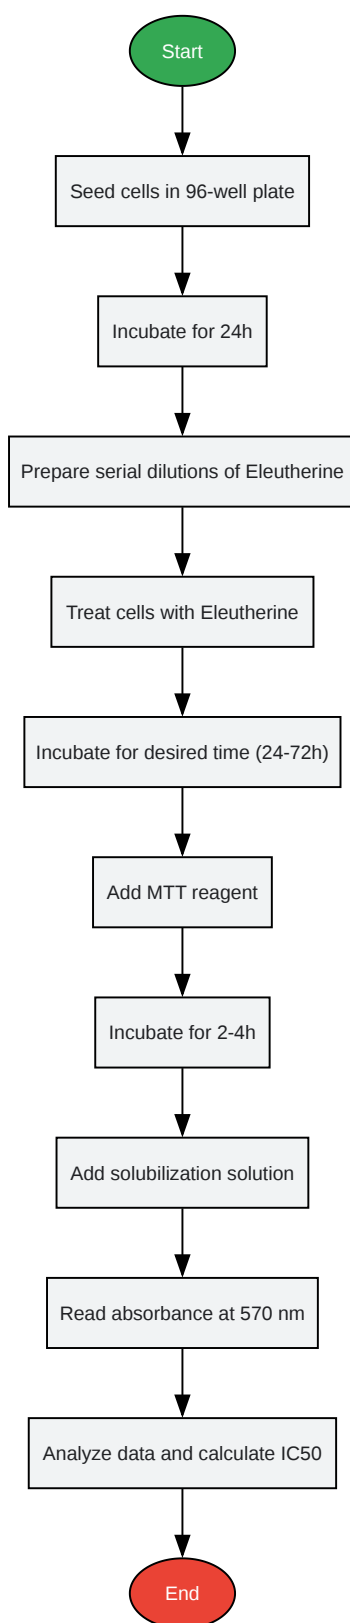 Start
Seed cells in 96-well plate
Incubate for 24h
Prepare serial dilutions of Eleutherine
Treat cells with Eleutherine
Incubate for desired time (24-72h)
Add MTT reagent
Incubate for 2-4h
Add solubilization solution
Read absorbance at 570 nm
Analyze data and calculate IC50
End